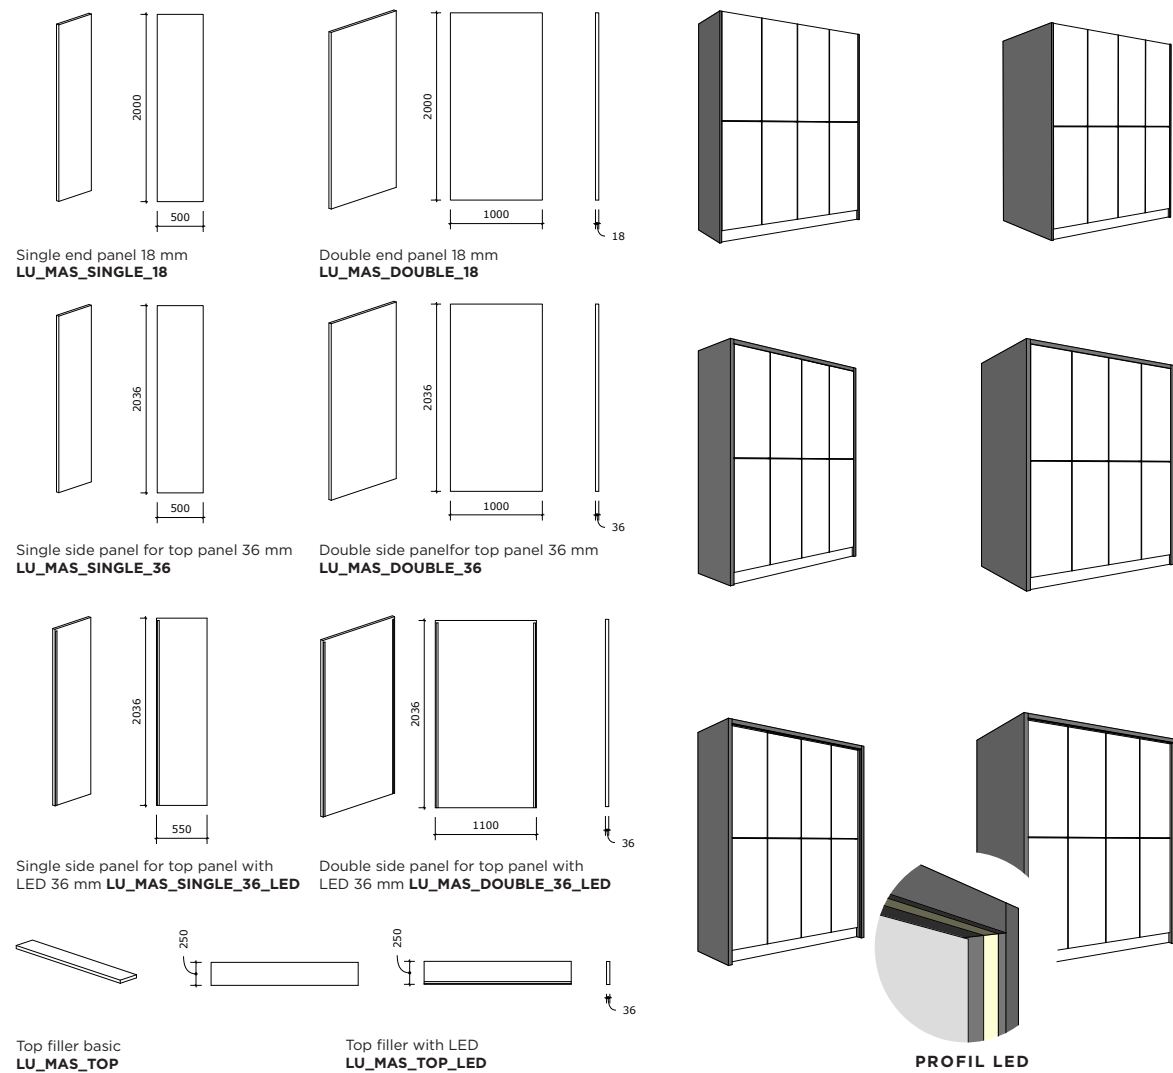 2000
500
2000
1000
18
Single end panel 18 mm
LU_MAS_SINGLE_18
Double end panel 18 mm
LU_MAS_DOUBLE_18
2036
500
2036
1000
36
Single side panel for top panel 36 mm
LU_MAS_SINGLE_36
Double side panelfor top panel 36 mm
LU_MAS_DOUBLE_36
2036
550
2036
1100
36
Single side panel for top panel with
LED 36 mm LU_MAS_SINGLE_36_LED
Double side panel for top panel with
LED 36 mm LU_MAS_DOUBLE_36_LED
250
250
36
Top filler basic
LU_MAS_TOP
Top filler with LED
LU_MAS_TOP_LED
PROFIL LED